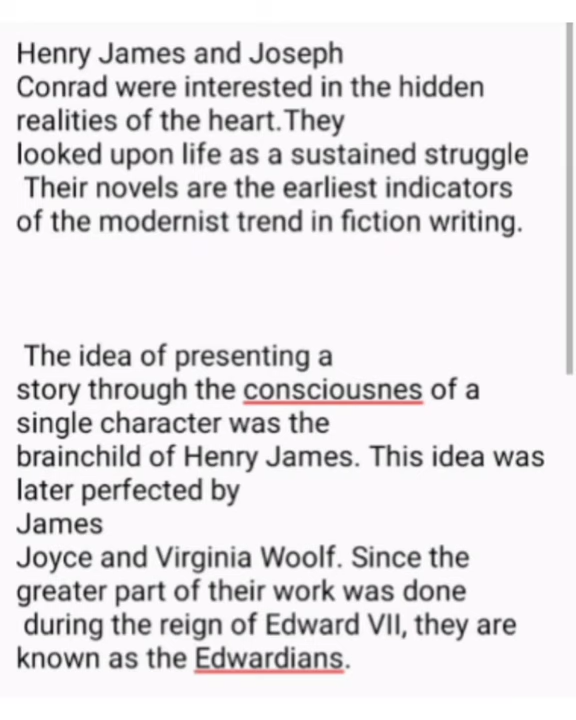 Henry James and Joseph
Conrad were interested in the hidden
realities of the heart.They
looked upon life as a sustained struggle
Their novels are the earliest indicators
of the modernist trend in fiction writing.
The idea of presenting a
story through the consciousnes of a
single character was the
brainchild of Henry James. This idea was
later perfected by
James
Joyce and Virginia Woolf. Since the
greater part of their work was done
during the reign of Edward VII, they are
known as the Edwardians.